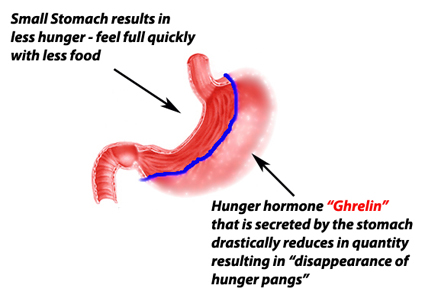 Small Stomach results in
less hunger - feel full quickly
with less food
Hunger hormone “Ghrelin”
that is secreted by the stomach
drastically reduces in quantity
resulting in “disappearance of
hunger pangs”